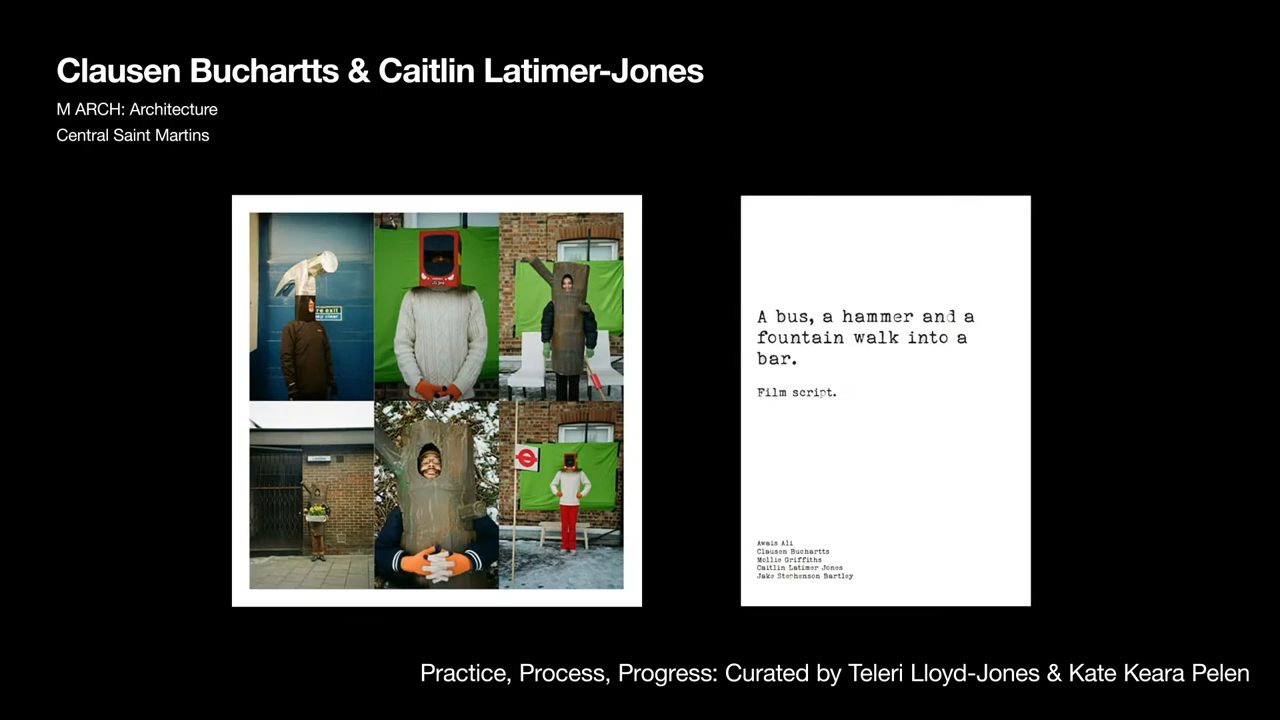 Clausen Buchartts & Caitlin Latimer-Jones
M ARCH: Architecture
Central Saint Martins
A bus, a hammer and a
fountain walk into a
bar.
Film script.
Awais Ali
Clausen Buchartts
Mollie Griffiths
Caitlin Latimer Jones
Jake Stephenson Bartley
Practice, Process, Progress: Curated by Teleri Lloyd-Jones & Kate Keara Pelen